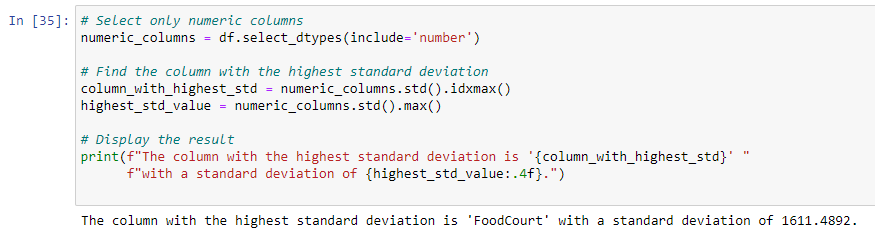 In [35]: # Select only numeric columns
numeric_columns = df.select_dtypes(include='number')
# Find the column with the highest standard deviation
column_with_highest_std = numeric_columns.std().idxmax()
highest_std_value = numeric_columns.std().max()
# Display the result
print(f"The column with the highest standard deviation is '{column_with_highest_std}' "
f"with a standard deviation of {highest_std_value:.4f}.")
The column with the highest standard deviation is 'FoodCourt' with a standard deviation of 1611.4892.